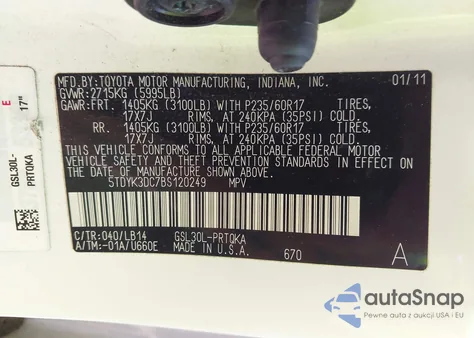 MFD.BY: TOYOTA MOTOR MANUFACTURING, INDIANA, INC. 01/11
GVWR: 2715KG (5995LB)
GAWR: FRT. 1405KG (3100LB) WITH P235/60R17 TIRES,
17X7J RIMS, AT 240KPA (35PSI) COLD.
RR. 1405KG (3100LB) WITH P235/60R17 TIRES,
17X7J RIMS, AT 240KPA (35PSI) COLD.
THIS VEHICLE CONFORMS TO ALL APPLICABLE FEDERAL MOTOR
VEHICLE SAFETY AND THEFT PREVENTION STANDARDS IN EFFECT
ON THE DATE OF MANUFACTURE SHOWN ABOVE.
5TDYK3DC7BS120249 MPV
C/TR: 040/LB14 GSL30L-PRTQKA
A/TM:-01A/U660E MADE IN U.S.A. 670 A
E
17"
GSL30L-
PRTQKA
autoSnap
Pewne auta z USA i EU